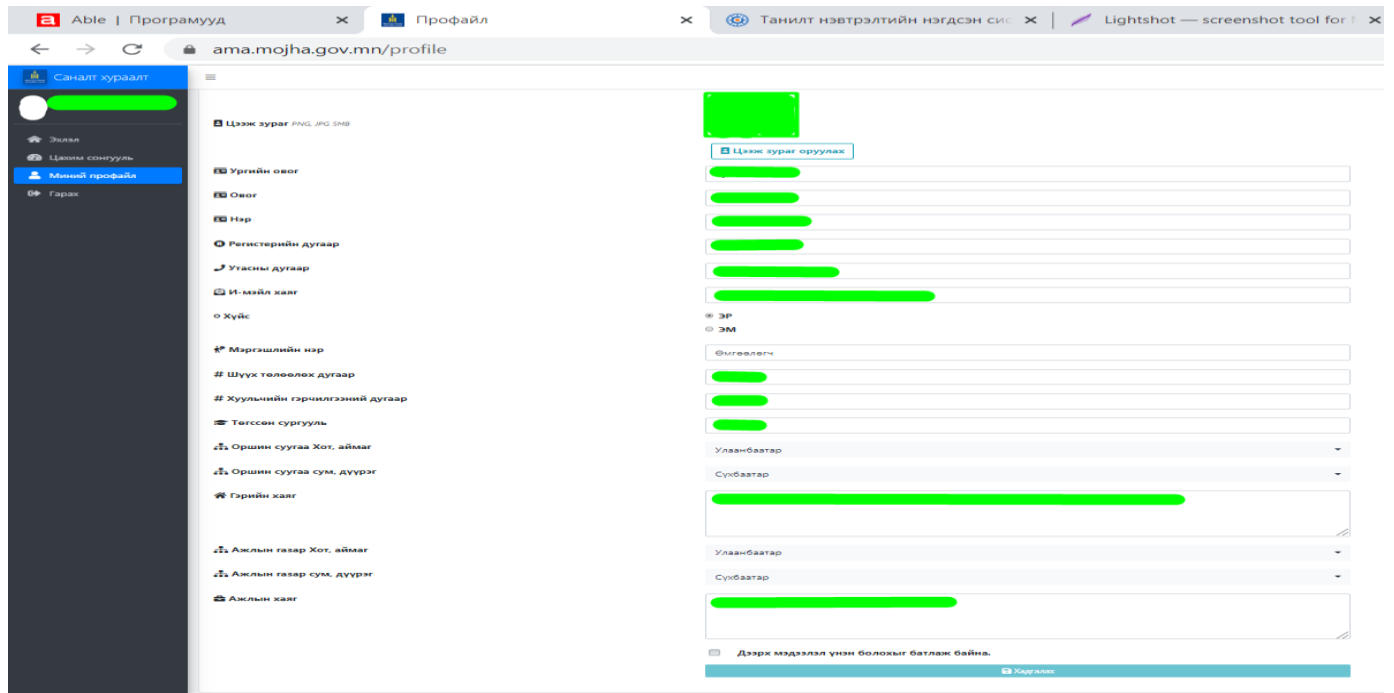 Able | Програмууд
Профайл
Танилт нэвтрэлтийн нэгдсэн сис
Lightshot — screenshot tool for
ama.mojha.gov.mn/profile
Саналт хураалт
Эхлэл
Цахим сонгууль
Миний профайл
Гарах
Цээж зураг PNG, JPG 5MB
Цээж зураг оруулах
Ургийн овог
Овог
Нэр
Регистерийн дугаар
Утасны дугаар
И-мэйл хаяг
Хүйс
ЭР
ЭМ
Мэргэшлийн нэр
Өмгөөлөгч
# Шүүх төлөөлөх дугаар
# Хуульчийн гэрчилгээний дугаар
Төгссөн сургууль
Оршин суугаа Хот, аймаг
Улаанбаатар
Оршин суугаа сум, дүүрэг
Сүхбаатар
Гэрийн хаяг
Ажлын газар Хот, аймаг
Улаанбаатар
Ажлын газар сум, дүүрэг
Сүхбаатар
Ажлын хаяг
Дээрх мэдээлэл үнэн болохыг батлаж байна.
Хадгалах